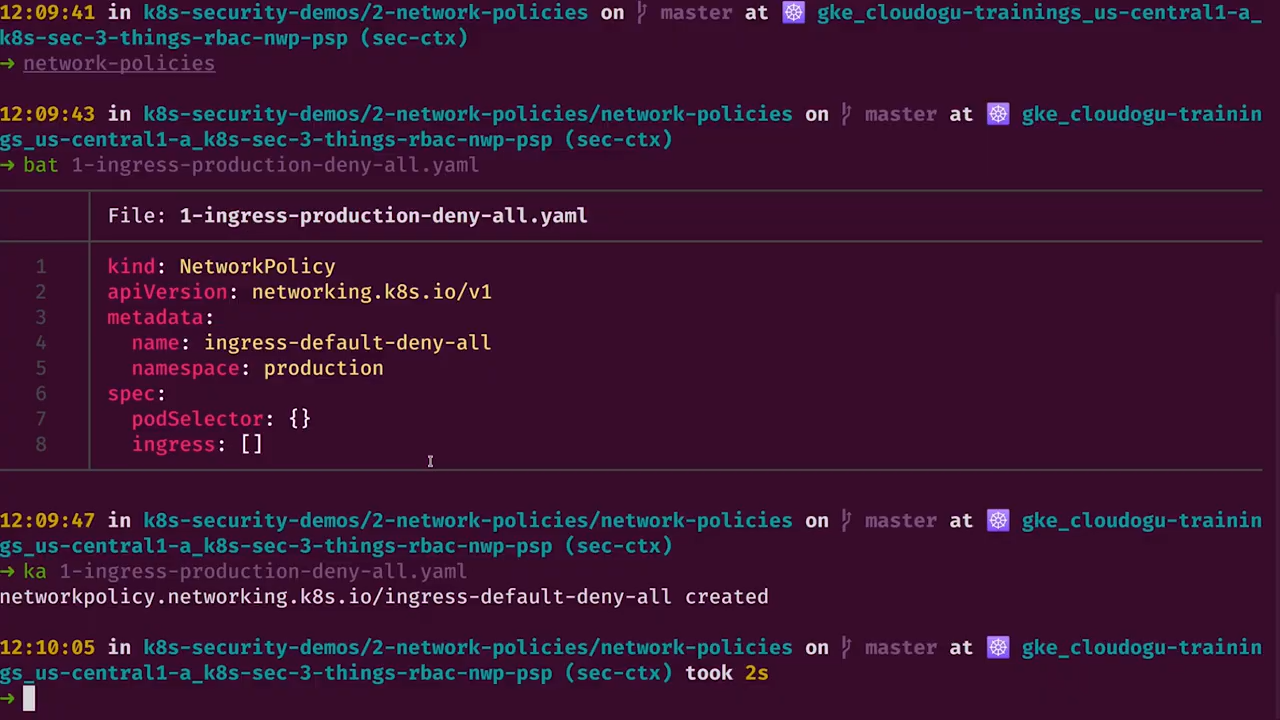 12:09:41 in k8s-security-demos/2-network-policies on master at gke_cloudogu-trainings_us-central1-a_
k8s-sec-3-things-rbac-nwp-psp (sec-ctx)
→ network-policies
12:09:43 in k8s-security-demos/2-network-policies/network-policies on master at gke_cloudogu-trainin
gs_us-central1-a_k8s-sec-3-things-rbac-nwp-psp (sec-ctx)
→ bat 1-ingress-production-deny-all.yaml
File: 1-ingress-production-deny-all.yaml
1 kind: NetworkPolicy
2 apiVersion: networking.k8s.io/v1
3 metadata:
4 name: ingress-default-deny-all
5 namespace: production
6 spec:
7 podSelector: {}
8 ingress: []
12:09:47 in k8s-security-demos/2-network-policies/network-policies on master at gke_cloudogu-trainin
gs_us-central1-a_k8s-sec-3-things-rbac-nwp-psp (sec-ctx)
→ ka 1-ingress-production-deny-all.yaml
networkpolicy.networking.k8s.io/ingress-default-deny-all created
12:10:05 in k8s-security-demos/2-network-policies/network-policies on master at gke_cloudogu-trainin
gs_us-central1-a_k8s-sec-3-things-rbac-nwp-psp (sec-ctx) took 2s
→